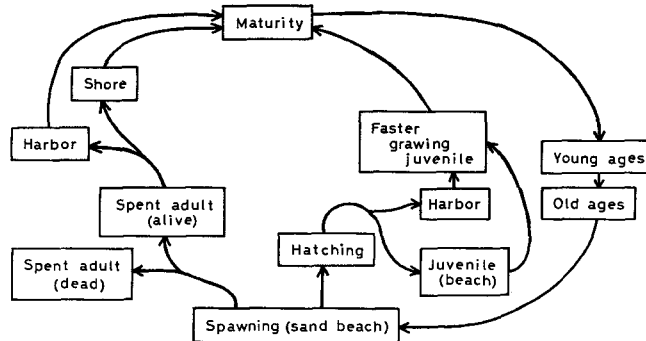 Maturity
Shore
Harbor
Faster
grawing
juvenile
Young ages
Old ages
Spent adult
(alive)
Harbor
Hatching
Spent adult
(dead)
Juvenile
(beach)
Spawning (sand beach)